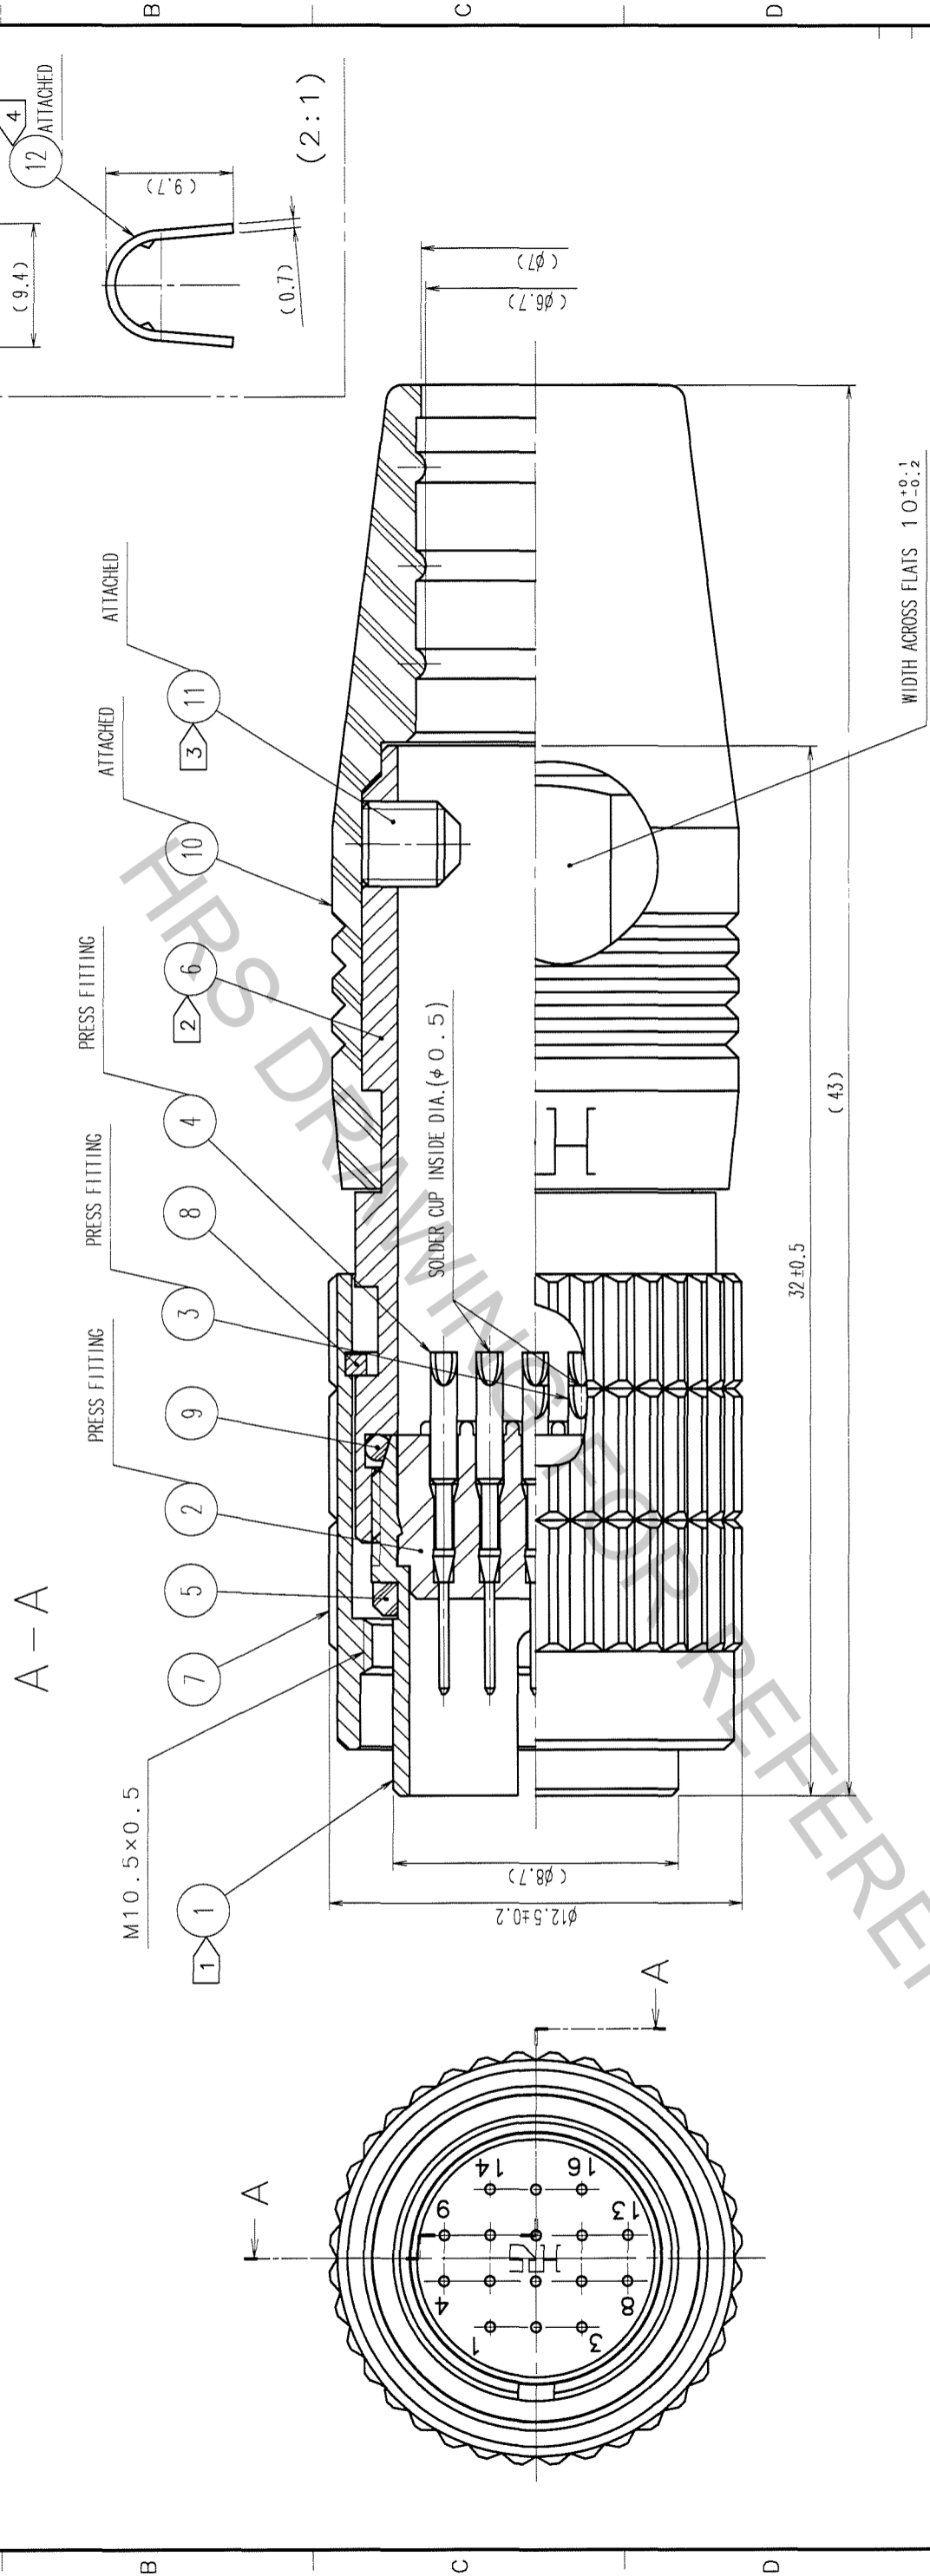 B
C
D
A - A
M10.5×0.5
1
1
7
5
2
PRESS FITTING
9
3
PRESS FITTING
8
4
PRESS FITTING
2
6
10
ATTACHED
3
11
ATTACHED
(9.4)
4
12
ATTACHED
(9.7)
(0.7)
(2:1)
SOLDER CUP INSIDE DIA.(φ0.5)
(φ7)
(φ6.7)
WIDTH ACROSS FLATS 10 +0.1 -0.2
H
(φ8.7)
φ12.5±0.2
32±0.5
(43)
A
A
1
4
9
14
3
8
13
16
HRS
HRS DRAWING FOR REFEREN
B
C
D